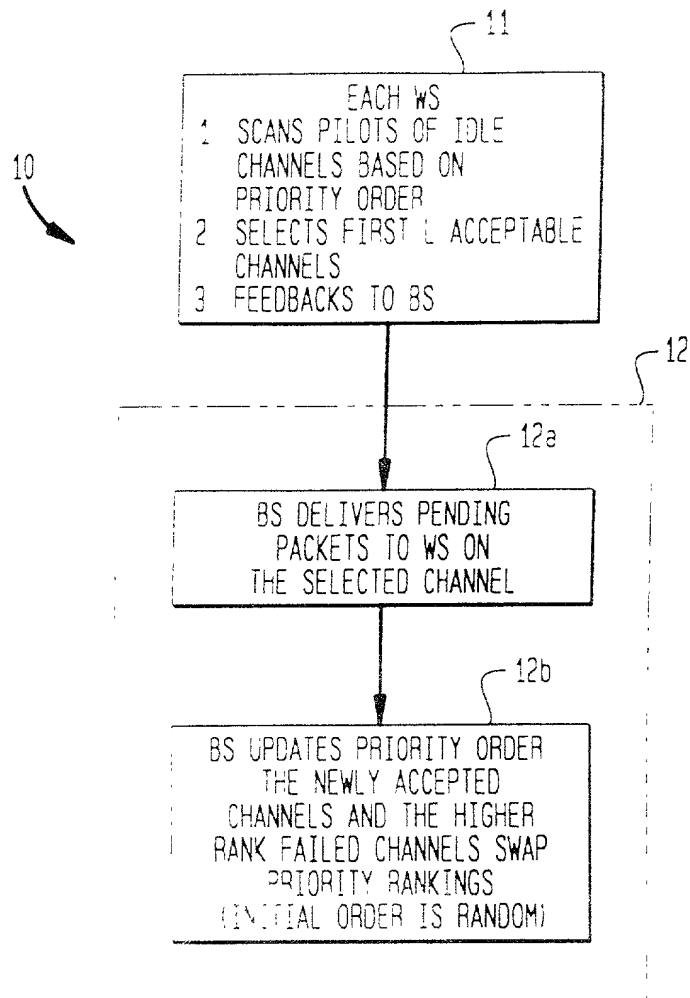 11
EACH WS
1 SCANS PILOTS OF IDLE
CHANNELS BASED ON
PRIORITY ORDER
2 SELECTS FIRST L ACCEPTABLE
CHANNELS
3 FEEDBACKS TO BS
10
12
12a
BS DELIVERS PENDING
PACKETS TO WS ON
THE SELECTED CHANNEL
12b
BS UPDATES PRIORITY ORDER
THE NEWLY ACCEPTED
CHANNELS AND THE HIGHER
RANK FAILED CHANNELS SWAP
PRIORITY RANKINGS
(INITIAL ORDER IS RANDOM)